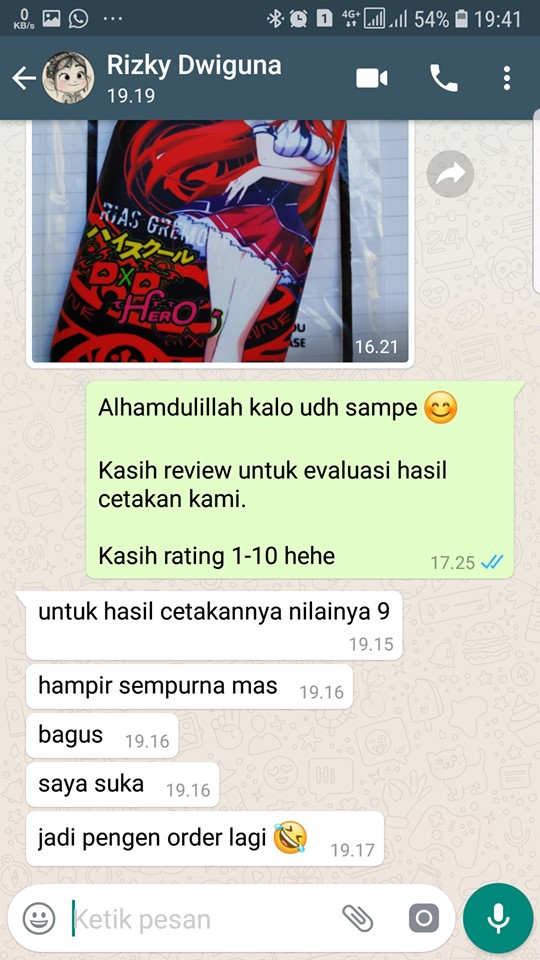 0
KB/s
1
4G+
54%
19:41
Rizky Dwiguna
19.19
RIAS GREMO
ハイスクール
D×D
HERO
16.21
Alhamdulillah kalo udh sampe 😊
Kasih review untuk evaluasi hasil
cetakan kami.
Kasih rating 1-10 hehe
17.25
untuk hasil cetakannya nilainya 9
19.15
hampir sempurna mas 19.16
bagus 19.16
saya suka 19.16
jadi pengen order lagi 🤣 19.17
Ketik pesan